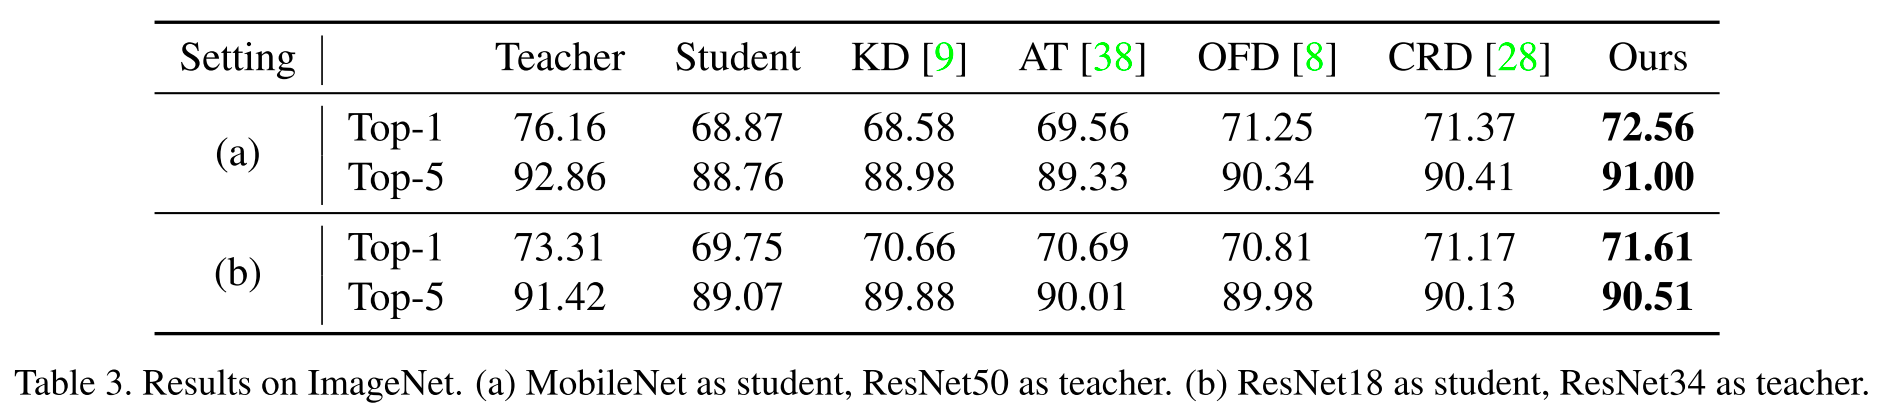 Setting Teacher Student KD [9] AT [38] OFD [8] CRD [28] Ours
(a) Top-1 76.16 68.87 68.58 69.56 71.25 71.37 72.56
Top-5 92.86 88.76 88.98 89.33 90.34 90.41 91.00
(b) Top-1 73.31 69.75 70.66 70.69 70.81 71.17 71.61
Top-5 91.42 89.07 89.88 90.01 89.98 90.13 90.51
Table 3. Results on ImageNet. (a) MobileNet as student, ResNet50 as teacher. (b) ResNet18 as student, ResNet34 as teacher.